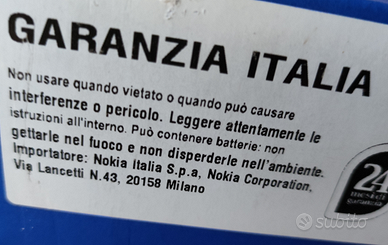 GARANZIA ITALIA
Non usare quando vietato o quando può causare
interferenze o pericolo. Leggere attentamente le
istruzioni all'interno. Può contenere batterie: non
gettarle nel fuoco e non disperderle nell'ambiente.
Importatore: Nokia Italia S.p.a, Nokia Corporation,
Via Lancetti N.43, 20158 Milano
24
subito